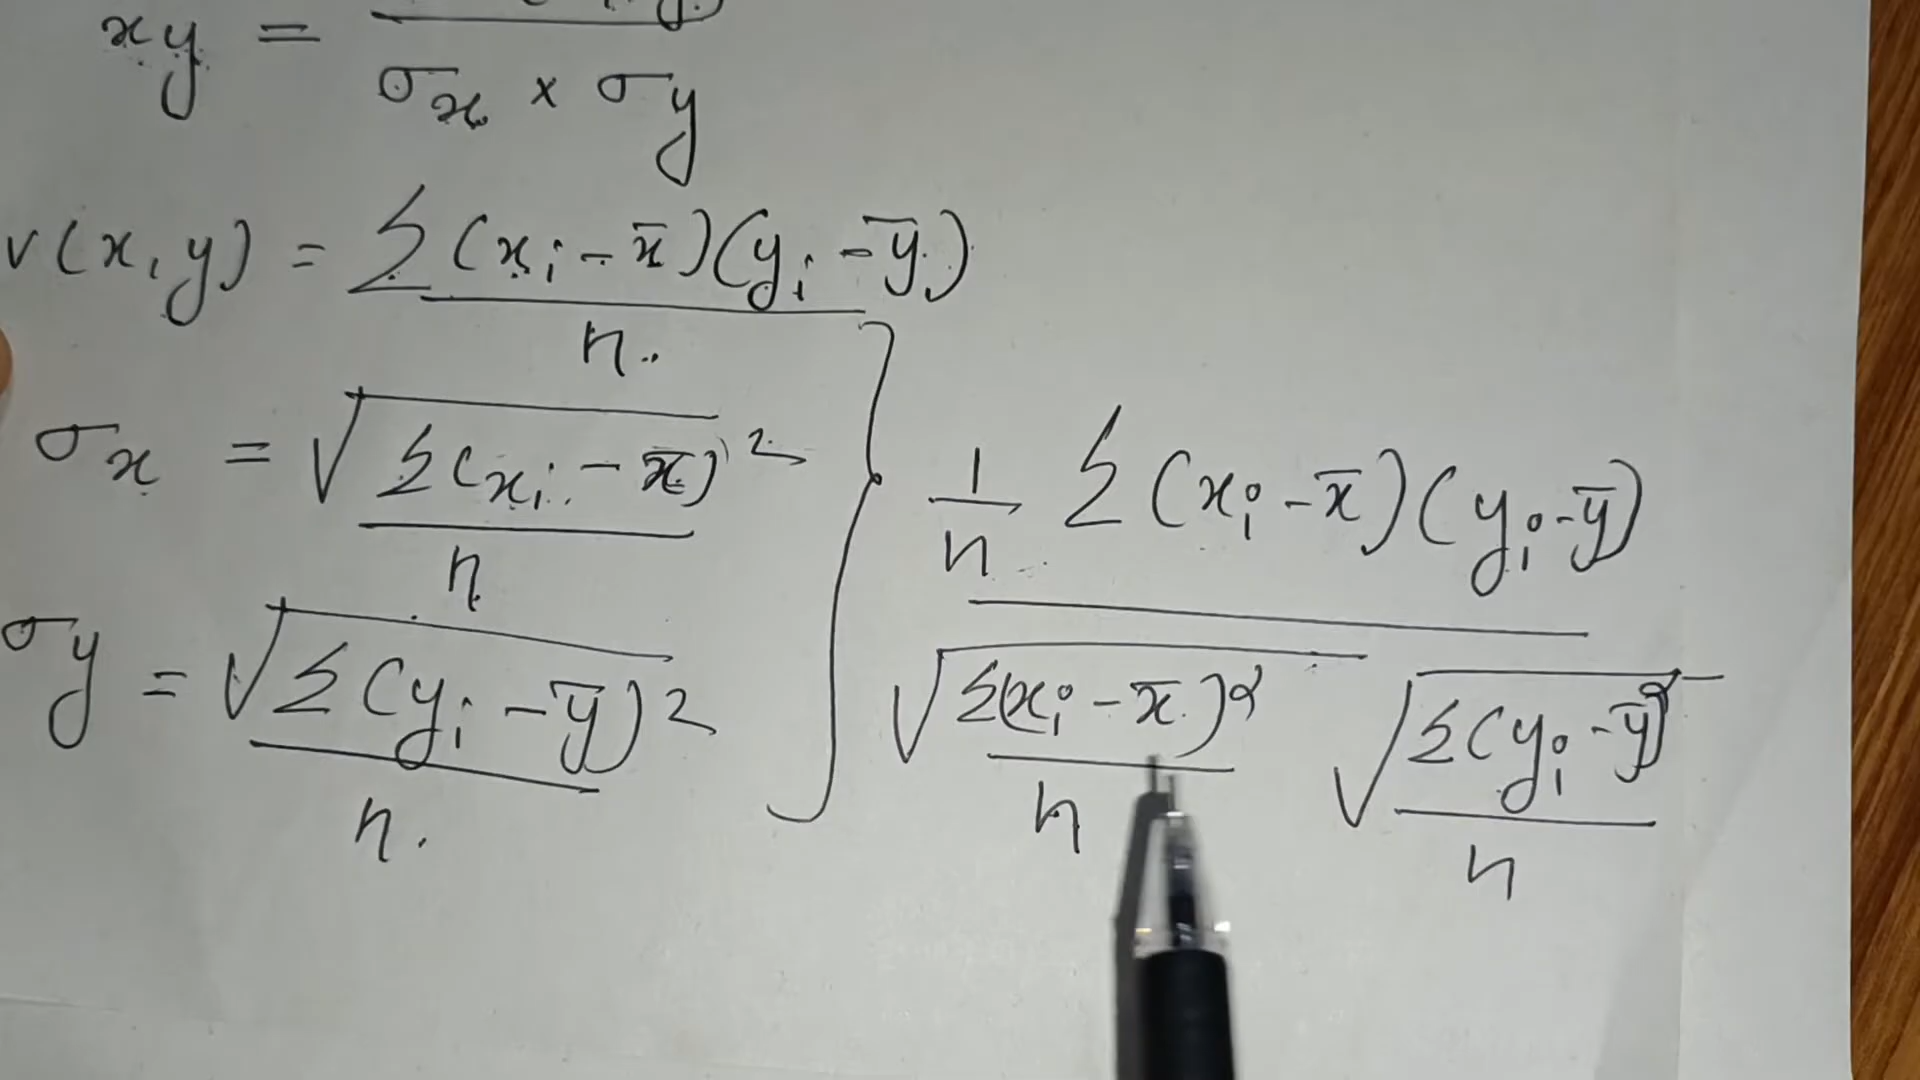 xy = ―
σx × σy
v(x,y) = Σ(xi - x̄)(yi - ȳ)
n.
σx = √Σ(xi - x̄)²
n
σy = √Σ(yi - ȳ)²
n.
1/n Σ(xi - x̄)(yi - ȳ)
√Σ(xi - x̄)² √Σ(yi - ȳ)²
n n